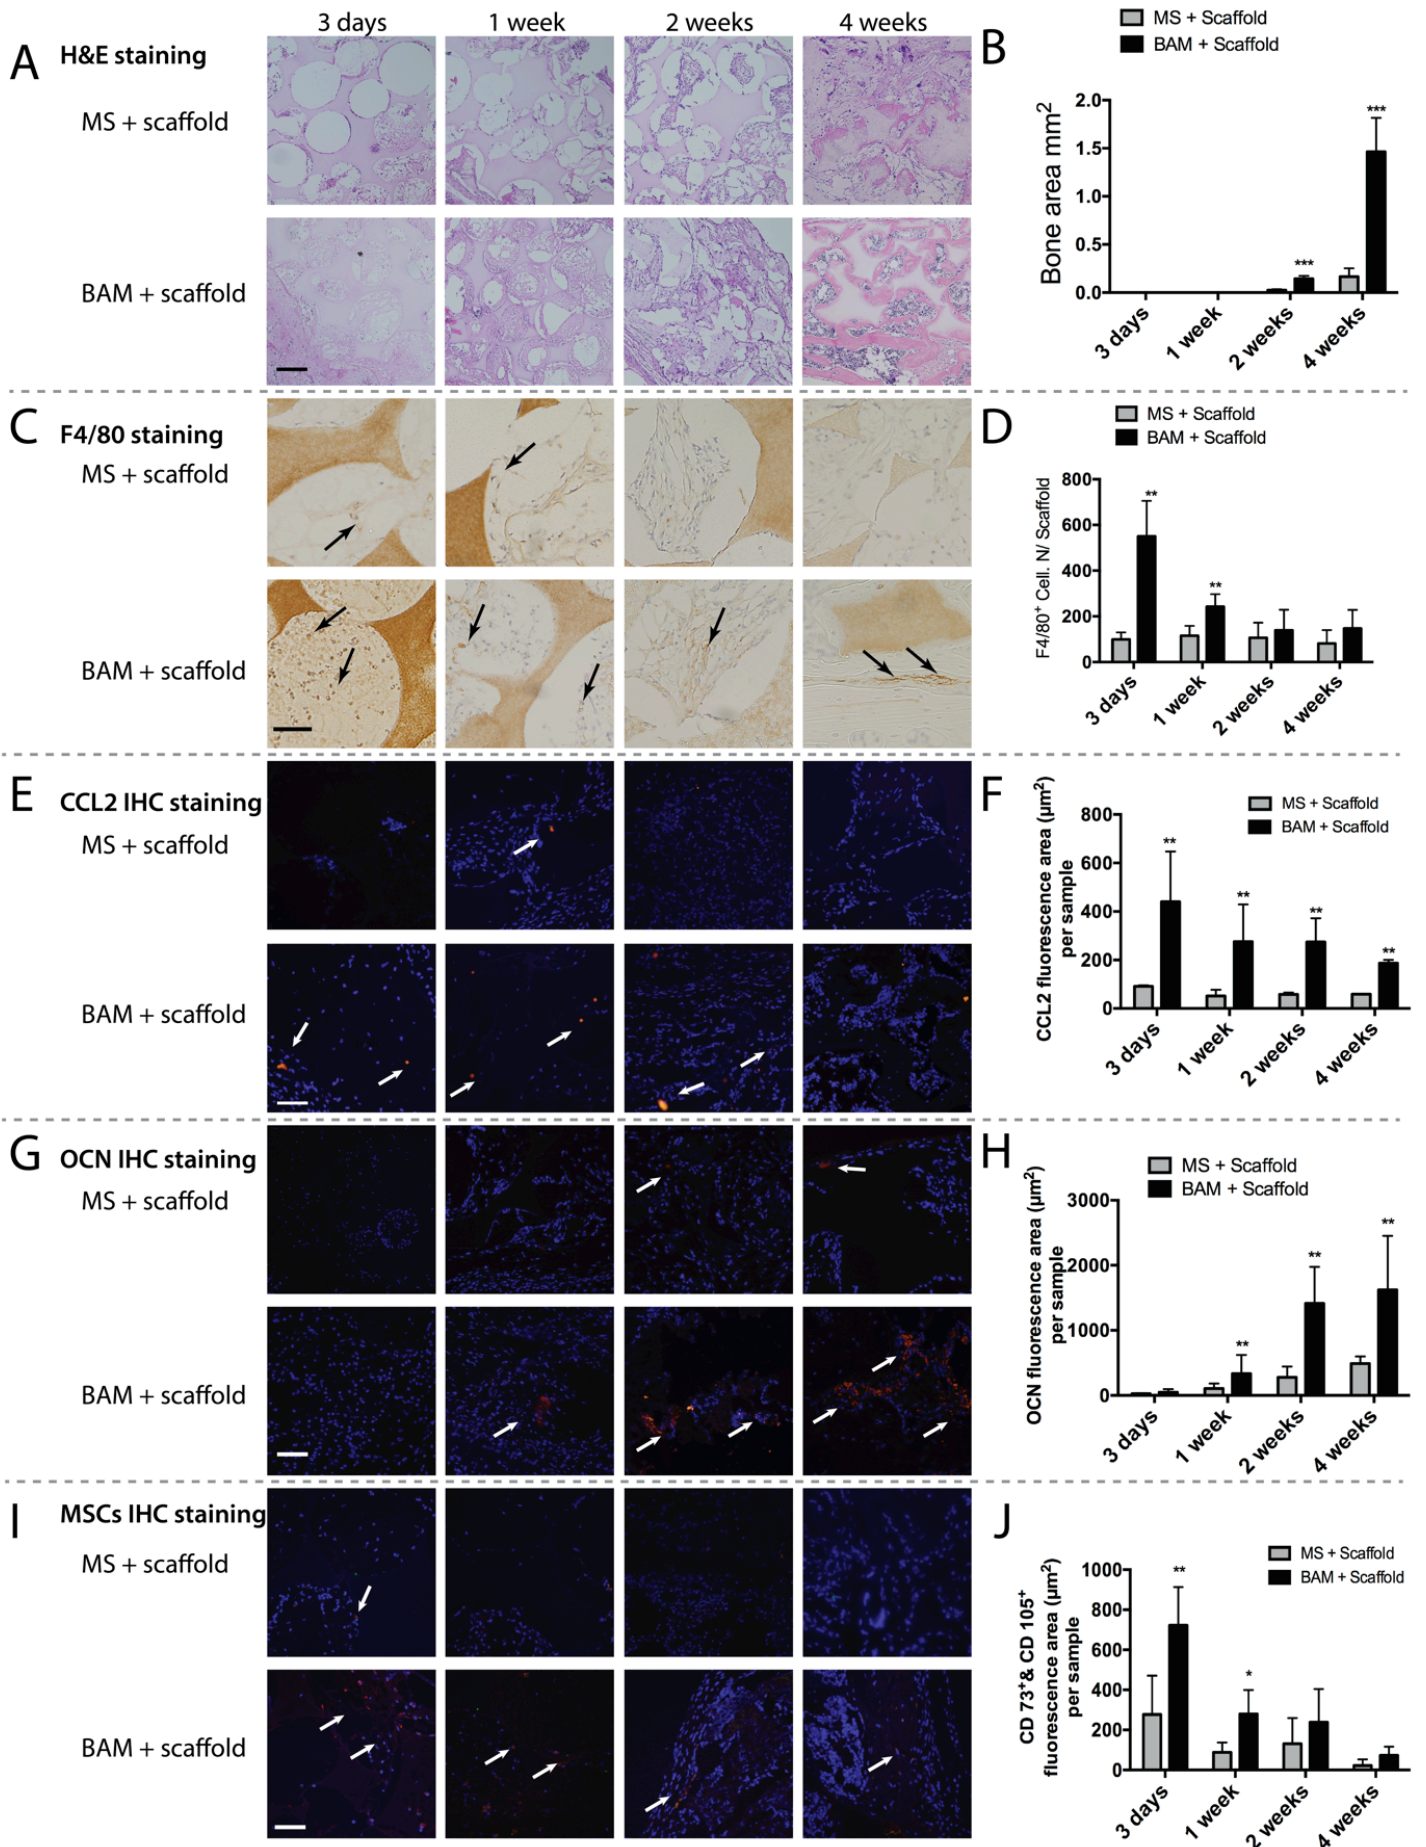 3 days 1 week 2 weeks 4 weeks
A H&E staining
MS + scaffold
BAM + scaffold
B
MS + Scaffold
BAM + Scaffold
Bone area mm²
2.0
1.5
1.0
0.5
0.0
***
***
3 days 1 week 2 weeks 4 weeks
C F4/80 staining
MS + scaffold
BAM + scaffold
D
MS + Scaffold
BAM + Scaffold
F4/80⁺ Cell. N/ Scaffold
800
600
400
200
0
**
**
3 days 1 week 2 weeks 4 weeks
E CCL2 IHC staining
MS + scaffold
BAM + scaffold
F
MS + Scaffold
BAM + Scaffold
CCL2 fluorescence area (µm²)
per sample
800
600
400
200
0
**
**
**
**
3 days 1 week 2 weeks 4 weeks
G OCN IHC staining
MS + scaffold
BAM + scaffold
H
MS + Scaffold
BAM + Scaffold
OCN fluorescence area (µm²)
per sample
3000
2000
1000
0
**
**
**
3 days 1 week 2 weeks 4 weeks
I MSCs IHC staining
MS + scaffold
BAM + scaffold
J
MS + Scaffold
BAM + Scaffold
CD 73⁺& CD 105⁺
fluorescence area (µm²)
per sample
1000
800
600
400
200
0
**
*
3 days 1 week 2 weeks 4 weeks